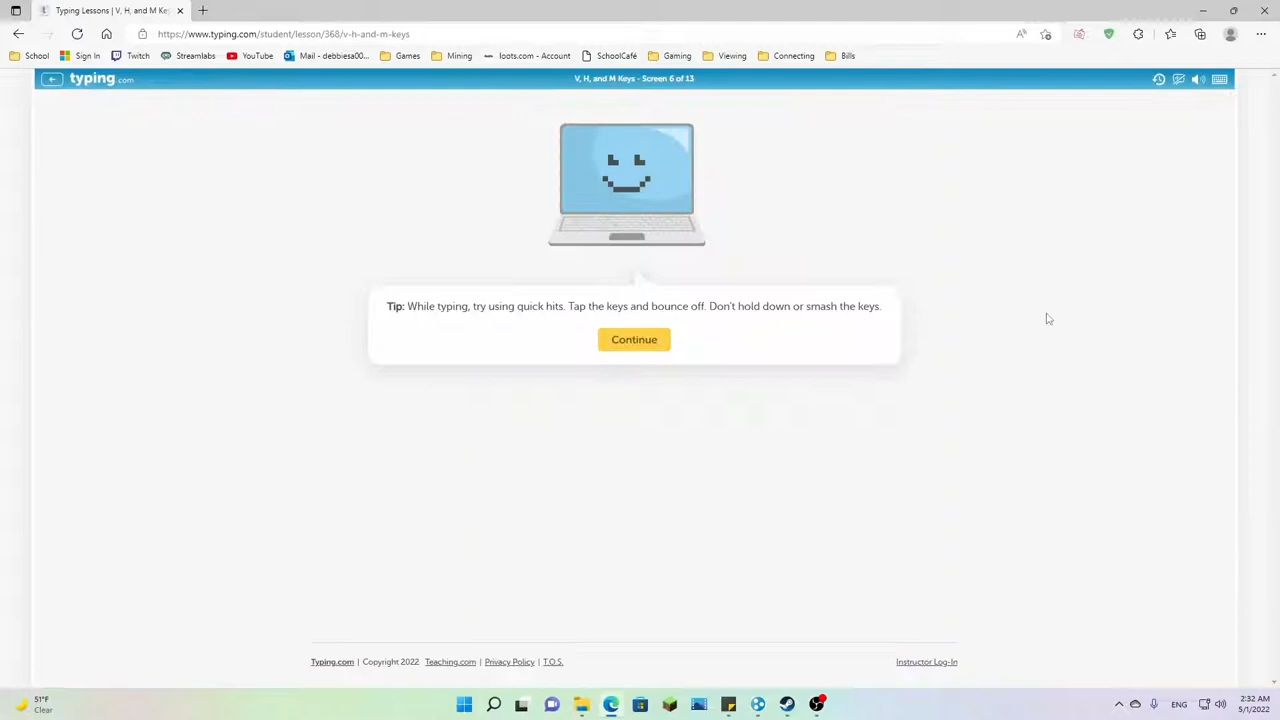 Typing Lessons | V, H, and M Ke
https://www.typing.com/student/lesson/368/v-h-and-m-keys
School Sign In Twitch Streamlabs YouTube Mail - debbiesa00... Games Mining loots.com - Account SchoolCafé Gaming Viewing Connecting Bills
typing.com V, H, and M Keys - Screen 6 of 13
Tip: While typing, try using quick hits. Tap the keys and bounce off. Don't hold down or smash the keys.
Continue
Typing.com | Copyright 2022 Teaching.com | Privacy Policy | T.O.S. Instructor Log-In
51°F
Clear
ENG
2:32 AM
5/1/2022